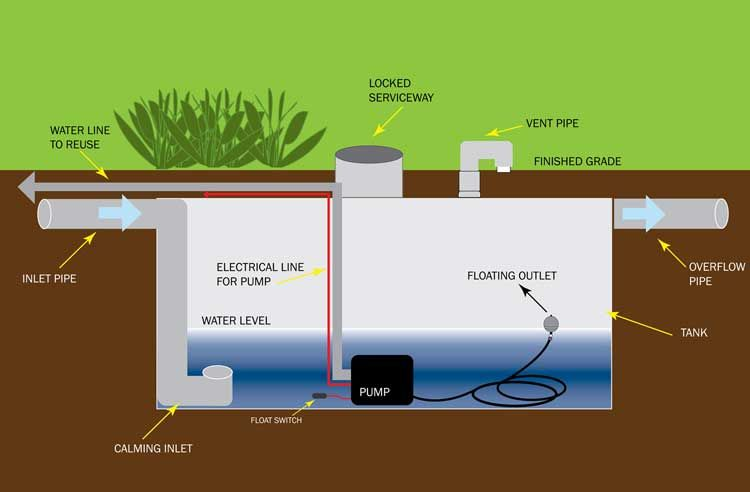 LOCKED
SERVICEWAY
VENT PIPE
WATER LINE
TO REUSE
FINISHED GRADE
INLET PIPE
ELECTRICAL LINE
FOR PUMP
FLOATING OUTLET
OVERFLOW
PIPE
WATER LEVEL
TANK
PUMP
FLOAT SWITCH
CALMING INLET